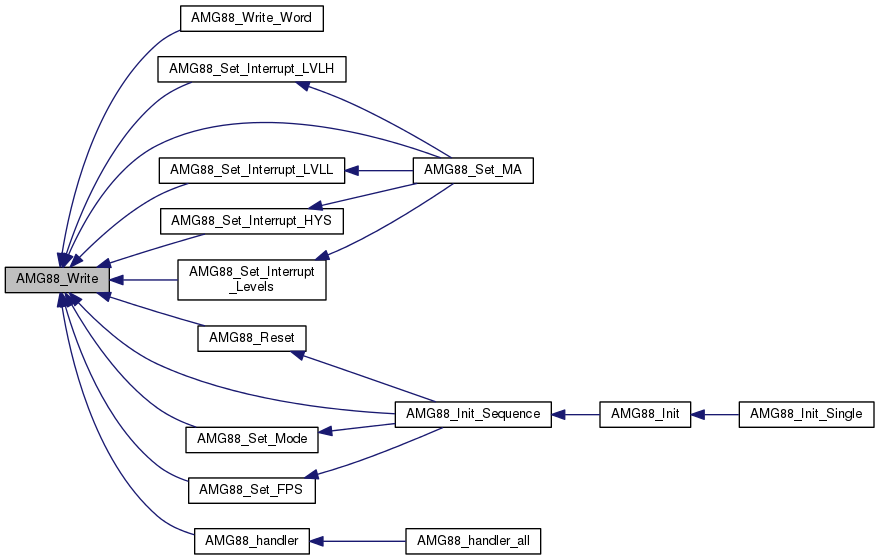 AMG88_Write_Word
AMG88_Set_Interrupt_LVLH
AMG88_Set_Interrupt_LVLL
AMG88_Set_MA
AMG88_Set_Interrupt_HYS
AMG88_Write
AMG88_Set_Interrupt
_Levels
AMG88_Reset
AMG88_Init_Sequence
AMG88_Init
AMG88_Init_Single
AMG88_Set_Mode
AMG88_Set_FPS
AMG88_handler
AMG88_handler_all